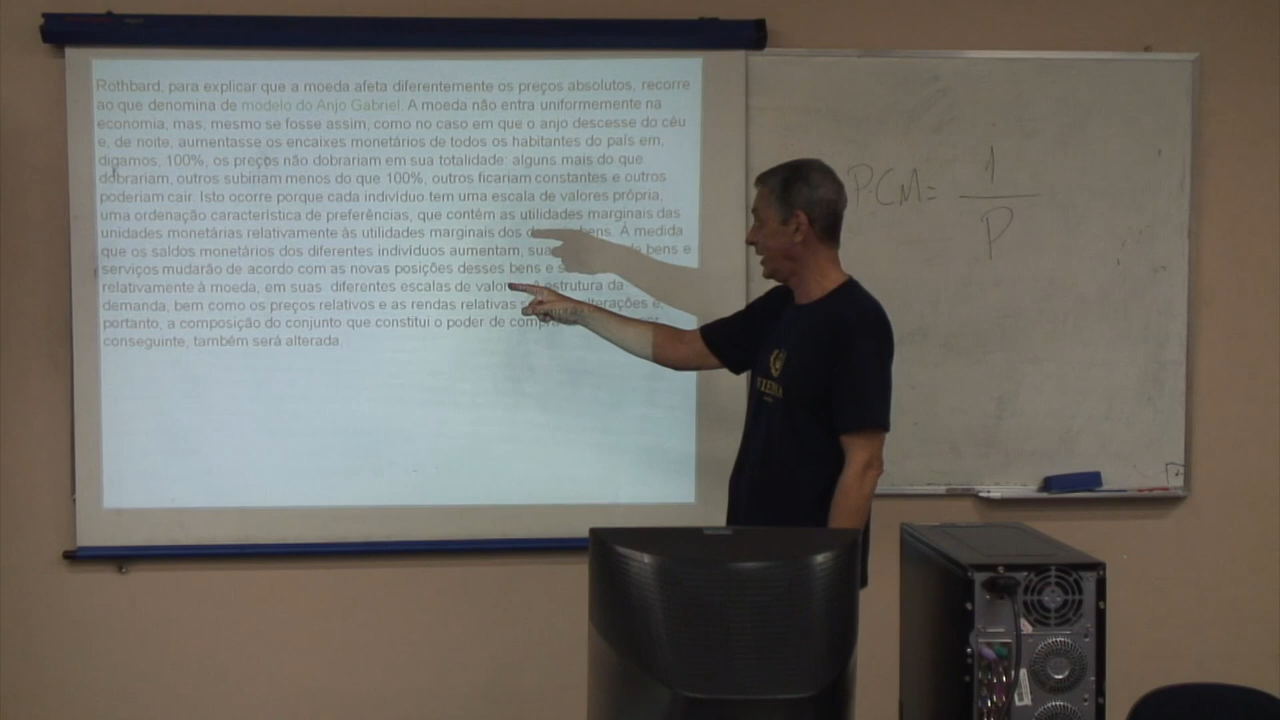 Rothbard, para explicar que a moeda afeta diferentemente os preços absolutos, recorre
ao que denomina de modelo do Anjo Gabriel. A moeda não entra uniformemente na
economia, mas, mesmo se fosse assim, como no caso em que o anjo descesse do céu
e, de noite, aumentasse os encaixes monetários de todos os habitantes do país em,
digamos, 100%, os preços não dobrariam em sua totalidade: alguns mais do que
dobrariam, outros subiriam menos do que 100%, outros ficariam constantes e outros
poderiam cair. Isto ocorre porque cada indivíduo tem uma escala de valores própria,
uma ordenação característica de preferências, que contém as utilidades marginais das
unidades monetárias relativamente às utilidades marginais dos bens. À medida
que os saldos monetários dos diferentes indivíduos aumentam, bens e
serviços mudarão de acordo com as novas posições desses bens e
relativamente à moeda, em suas diferentes escalas de estrutura da
demanda, bem como os preços relativos e as rendas relativas alterações e,
portanto, a composição do conjunto que constitui o poder de
conseguinte, também será alterada.
PCM= 1
P